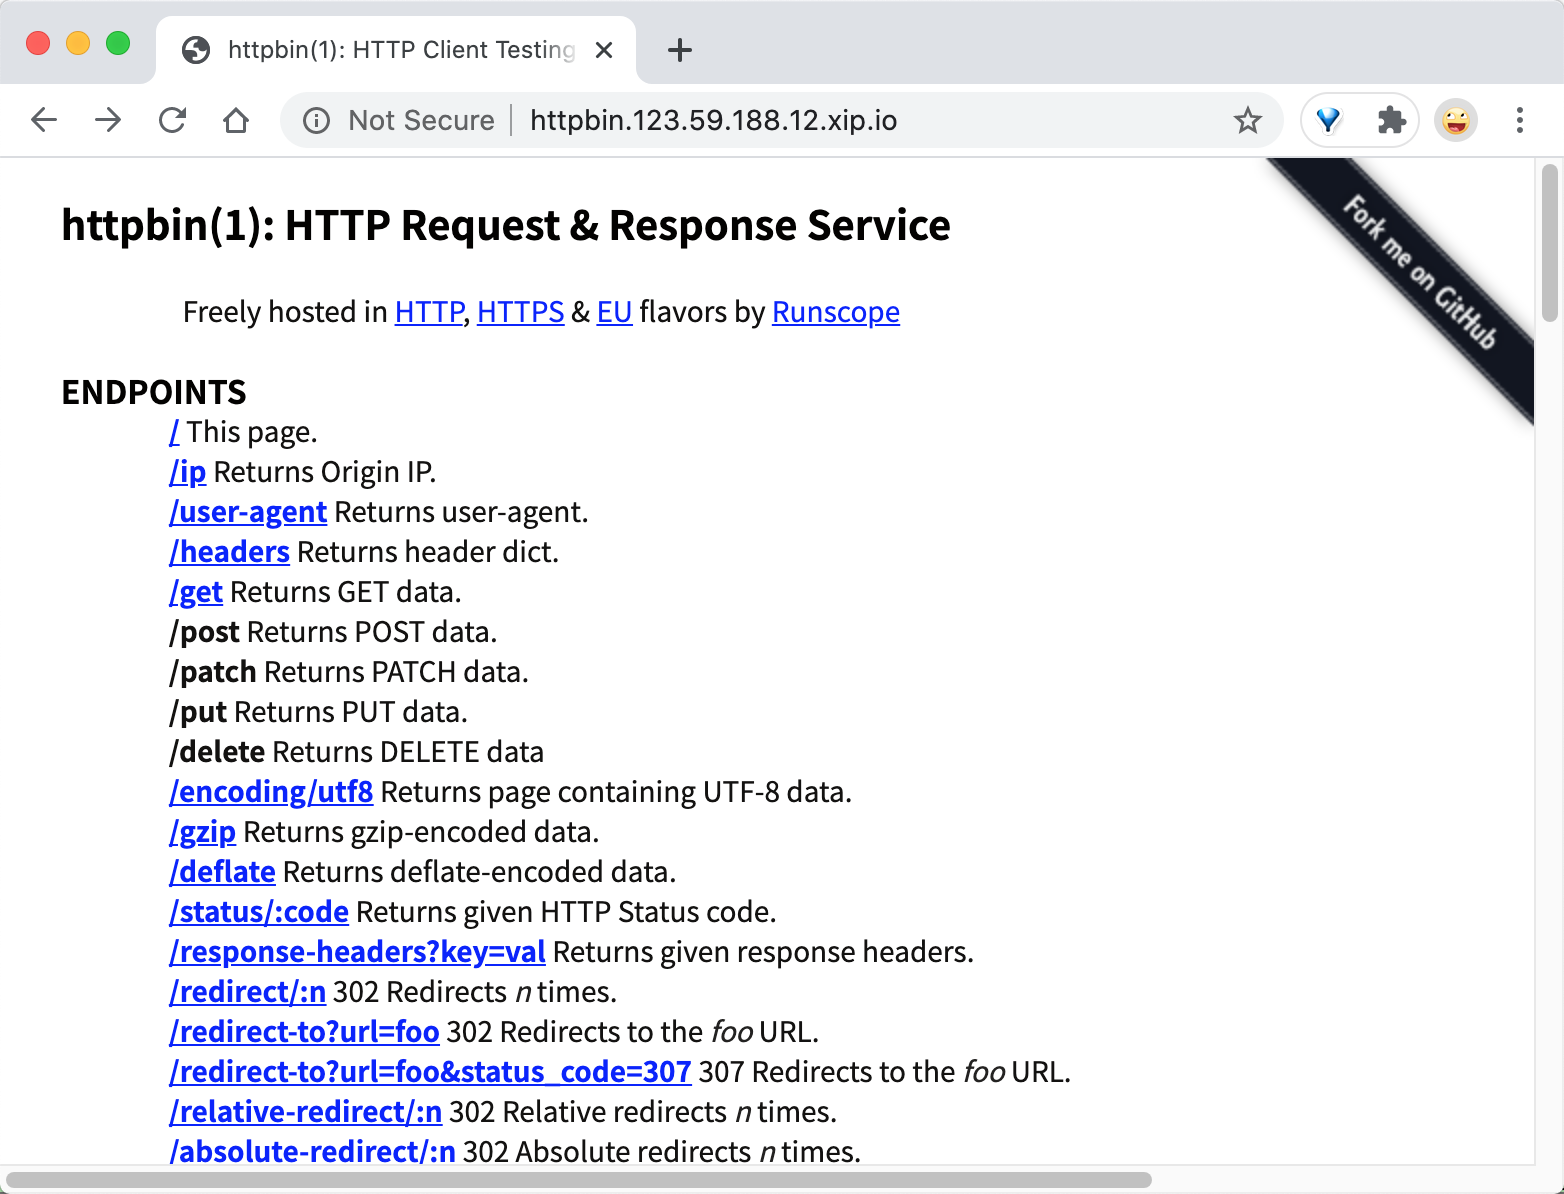 httpbin(1): HTTP Client Testing
Not Secure | httpbin.123.59.188.12.xip.io
Fork me on GitHub
httpbin(1): HTTP Request & Response Service
Freely hosted in HTTP, HTTPS & EU flavors by Runscope
ENDPOINTS
/ This page.
/ip Returns Origin IP.
/user-agent Returns user-agent.
/headers Returns header dict.
/get Returns GET data.
/post Returns POST data.
/patch Returns PATCH data.
/put Returns PUT data.
/delete Returns DELETE data
/encoding/utf8 Returns page containing UTF-8 data.
/gzip Returns gzip-encoded data.
/deflate Returns deflate-encoded data.
/status/:code Returns given HTTP Status code.
/response-headers?key=val Returns given response headers.
/redirect/:n 302 Redirects n times.
/redirect-to?url=foo 302 Redirects to the foo URL.
/redirect-to?url=foo&status_code=307 307 Redirects to the foo URL.
/relative-redirect/:n 302 Relative redirects n times.
/absolute-redirect/:n 302 Absolute redirects n times.